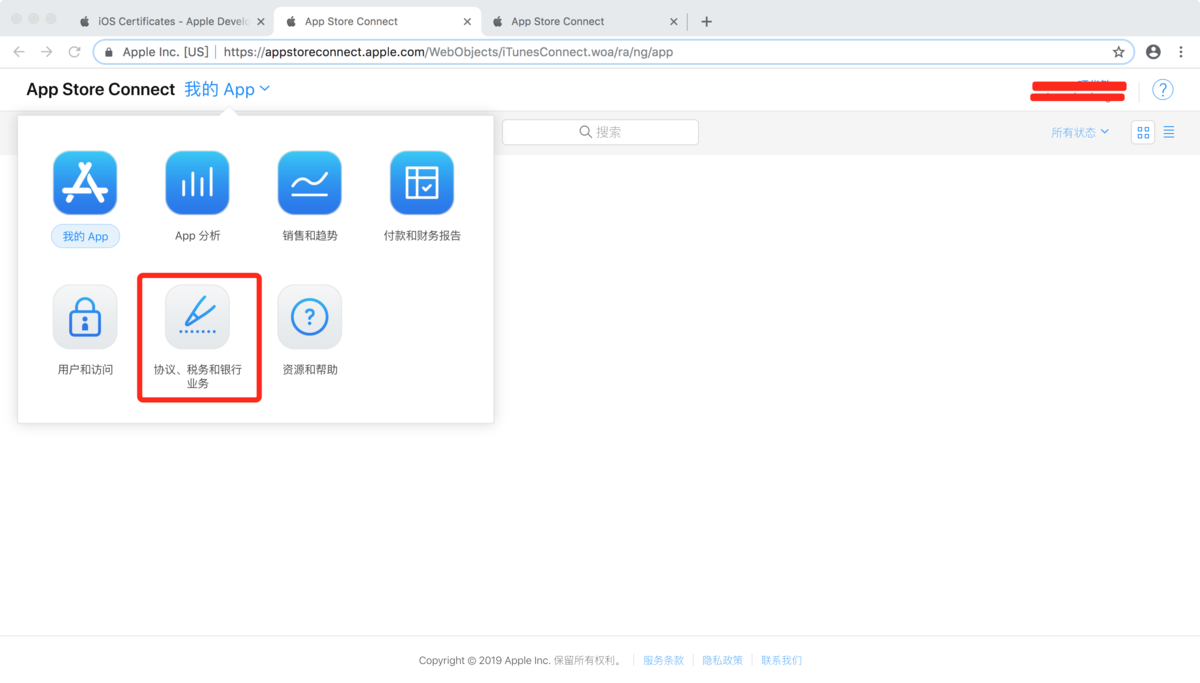 iOS Certificates - Apple Develo
App Store Connect
App Store Connect
Apple Inc. [US]
https://appstoreconnect.apple.com/WebObjects/iTunesConnect.woa/ra/ng/app
App Store Connect 我的 App
?
搜索
所有状态
我的 App
App 分析
销售和趋势
付款和财务报告
用户和访问
协议、税务和银行
业务
?
资源和帮助
Copyright © 2019 Apple Inc. 保留所有权利。
服务条款
隐私政策
联系我们